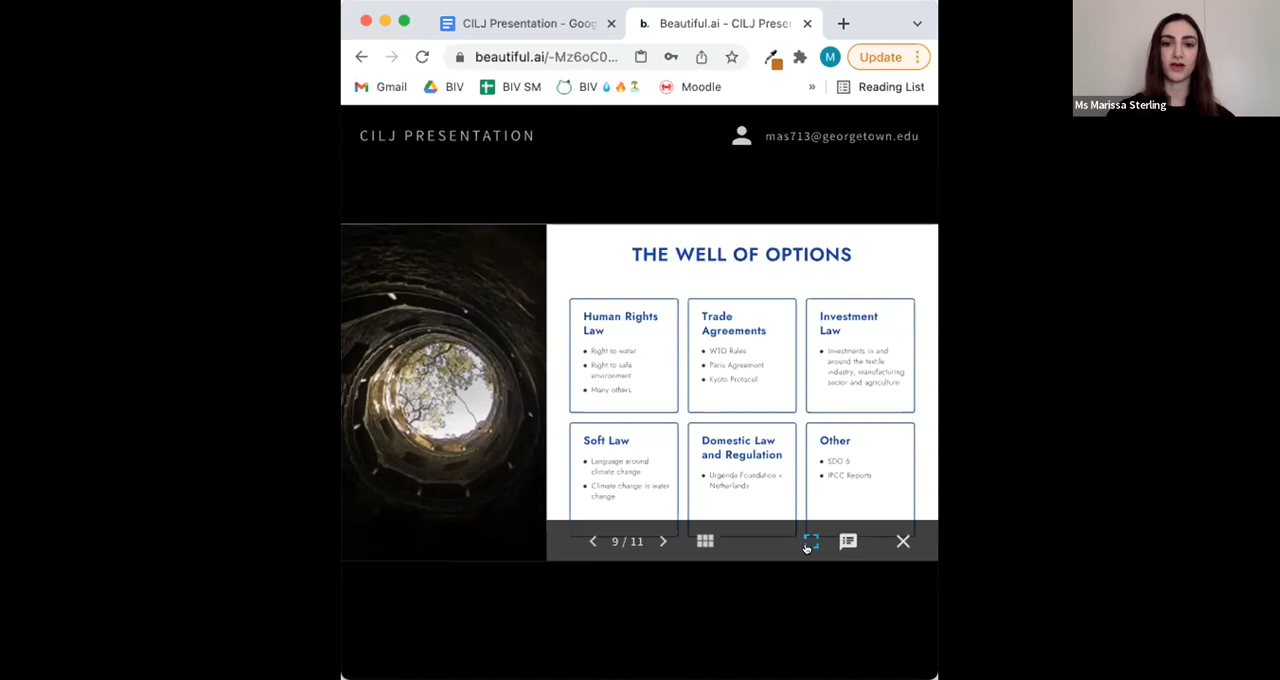 CILJ Presentation - Goog
b. Beautiful.ai - CILJ Preser
beautiful.ai/-Mz6oC0...
M
Update
Gmail
BIV
BIV SM
BIV
Moodle
»
Reading List
Ms Marissa Sterling
CILJ PRESENTATION
mas713@georgetown.edu
THE WELL OF OPTIONS
Human Rights
Law
• Right to water
• Right to safe
environment
• Many others
Trade
Agreements
• WTO Rules
• Paris Agreement
• Kyoto Protocol
Investment
Law
• Investments in and
around the textile
industry, manufacturing
sector and agriculture
Soft Law
• Language around
climate change
• Climate change is water
change
Domestic Law
and Regulation
• Urgenda Foundation v.
Netherlands
Other
• SDG 6
• IPCC Reports
9 / 11